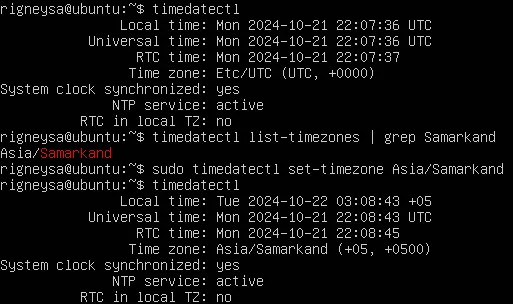 rigneysa@ubuntu:~$ timedatectl
Local time: Mon 2024-10-21 22:07:36 UTC
Universal time: Mon 2024-10-21 22:07:36 UTC
RTC time: Mon 2024-10-21 22:07:37
Time zone: Etc/UTC (UTC, +0000)
System clock synchronized: yes
NTP service: active
RTC in local TZ: no
rigneysa@ubuntu:~$ timedatectl list-timezones | grep Samarkand
Asia/Samarkand
rigneysa@ubuntu:~$ sudo timedatectl set-timezone Asia/Samarkand
rigneysa@ubuntu:~$ timedatectl
Local time: Tue 2024-10-22 03:08:43 +05
Universal time: Mon 2024-10-21 22:08:43 UTC
RTC time: Mon 2024-10-21 22:08:45
Time zone: Asia/Samarkand (+05, +0500)
System clock synchronized: yes
NTP service: active
RTC in local TZ: no